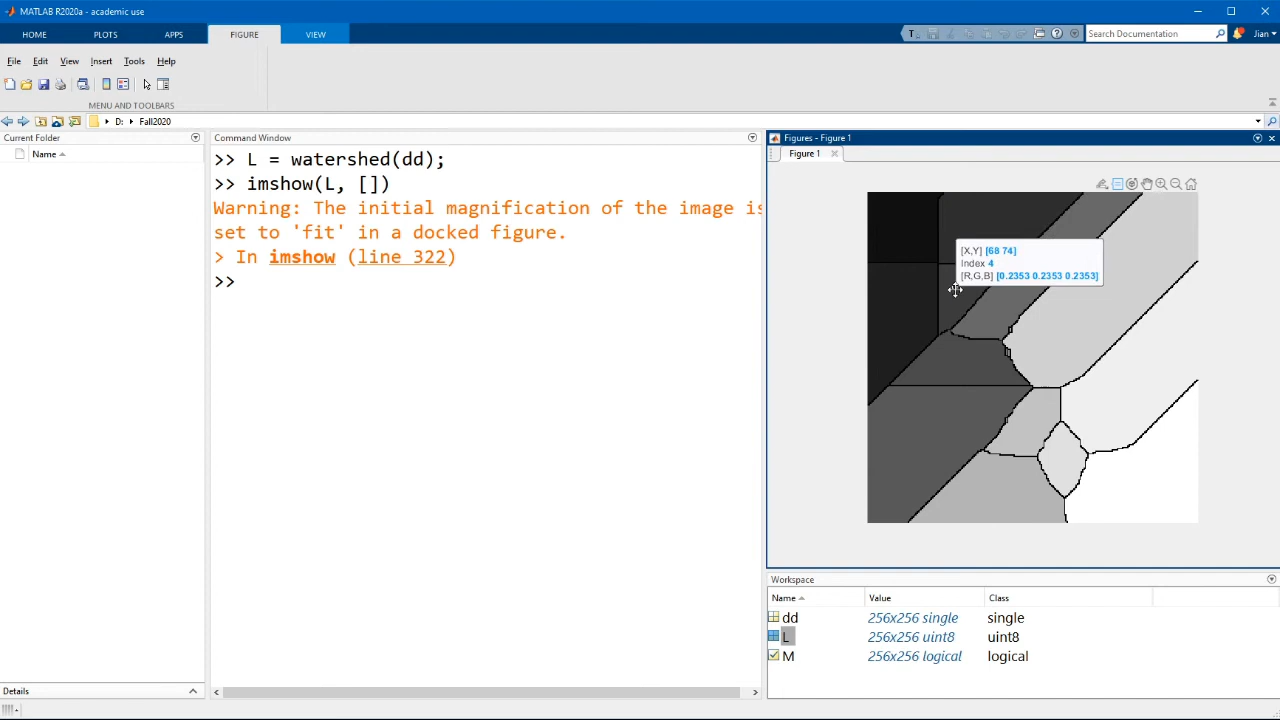 MATLAB R2020a - academic use
HOME PLOTS APPS FIGURE VIEW
Search Documentation
Jian
File Edit View Insert Tools Help
MENU AND TOOLBARS
D: Fall2020
Current Folder
Name
Details
Command Window
>> L = watershed(dd);
>> imshow(L, [])
Warning: The initial magnification of the image is
set to 'fit' in a docked figure.
> In imshow (line 322)
>>
Figures - Figure 1
Figure 1
[X,Y] [68 74]
Index 4
[R,G,B] [0.2353 0.2353 0.2353]
Workspace
Name Value Class
dd 256x256 single single
L 256x256 uint8 uint8
M 256x256 logical logical